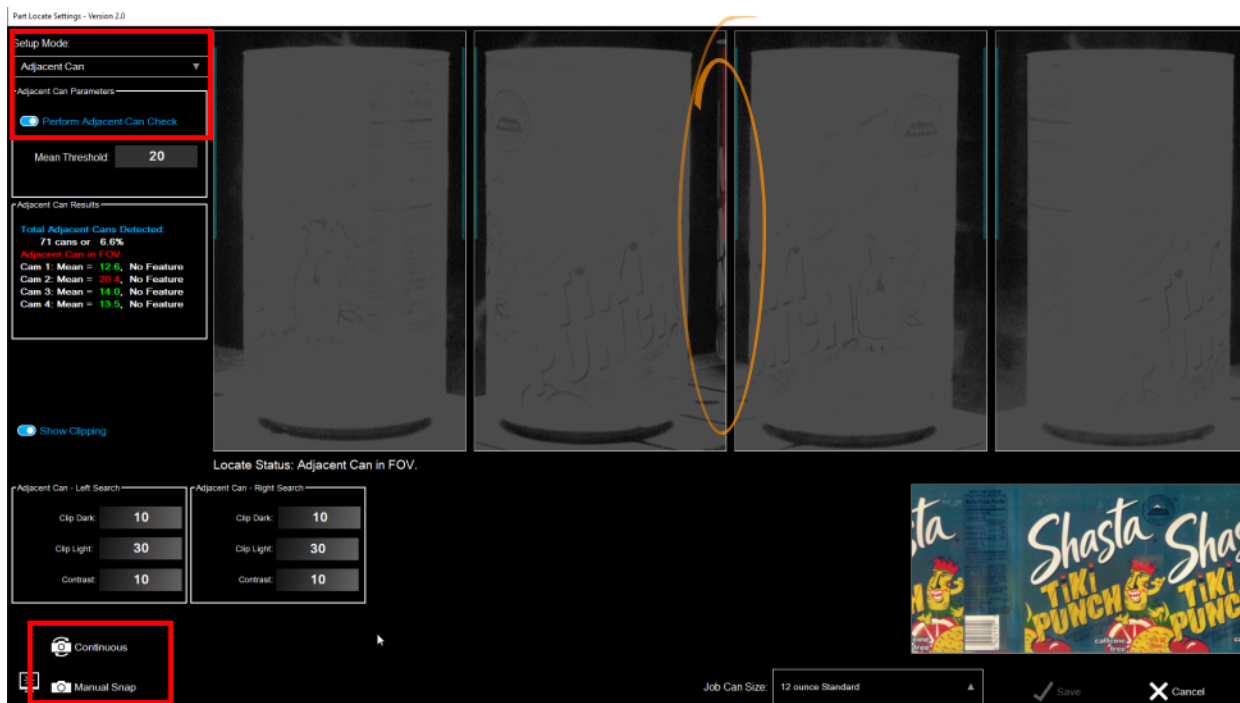 Part Locate Settings - Version 2.0
Setup Mode:
Adjacent Can
Adjacent Can Parameters
Perform Adjacent Can Check
Mean Threshold: 20
Adjacent Can Results
Total Adjacent Cans Detected:
71 cans or 6.6%
Adjacent Can in FOV.
Cam 1: Mean = 12.6, No Feature
Cam 2: Mean = 20.4, No Feature
Cam 3: Mean = 14.0, No Feature
Cam 4: Mean = 13.5, No Feature
Show Clipping
Locate Status: Adjacent Can in FOV.
Adjacent Can - Left Search
Clip Dark: 10
Clip Light: 30
Contrast: 10
Adjacent Can - Right Search
Clip Dark: 10
Clip Light: 30
Contrast: 10
ta
Shasta
Sha
TiKi
PUNCH
caffeine
free
TiKi
PUNC
Continuous
Manual Snap
Job Can Size: 12 ounce Standard
Save
Cancel